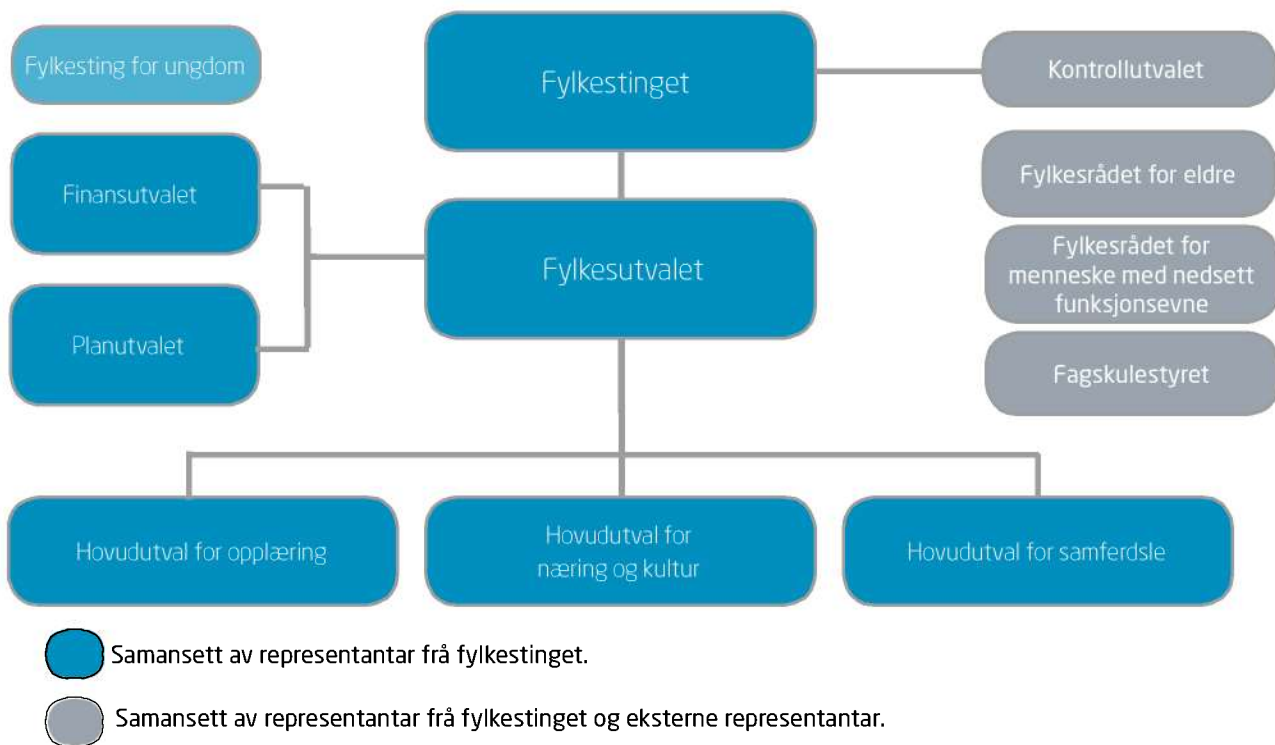 Fylkesting for ungdom
Fylkestinget
Kontrollutvalet
Finansutvalet
Fylkesrådet for eldre
Fylkesutvalet
Fylkesrådet for
menneske med nedsett
funksjonsevne
Planutvalet
Fagskulestyret
Hovudutval for opplæring
Hovudutval for
næring og kultur
Hovudutval for samferdsle
Samansett av representantar frå fylkestinget.
Samansett av representantar frå fylkestinget og eksterne representantar.